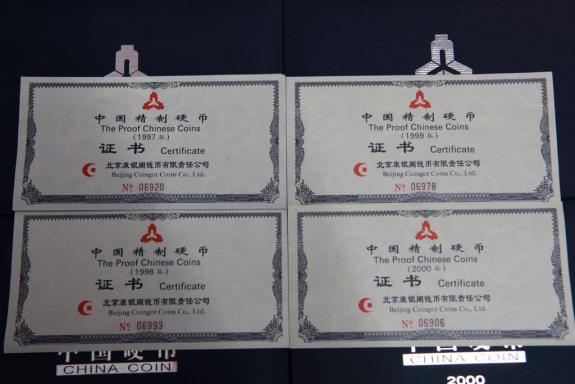 中国精制硬币
The Proof Chinese Coins
(1997年)
证书 Certificate
北京康银阁钱币有限责任公司
Beijing Coingot Coins Co., Ltd.
No 06920
中国精制硬币
The Proof Chinese Coins
(1999年)
证书 Certificate
北京康银阁钱币有限责任公司
Beijing Coingot Coins Co., Ltd.
No 06978
中国精制硬币
The Proof Chinese Coins
(1998年)
证书 Certificate
北京康银阁钱币有限责任公司
Beijing Coingot Coins Co., Ltd.
No 06993
中国精制硬币
The Proof Chinese Coins
(2000年)
证书 Certificate
北京康银阁钱币有限责任公司
Beijing Coingot Coins Co., Ltd.
No 06906
中国硬币
CHINA COIN
中国硬币
CHINA COIN
2000